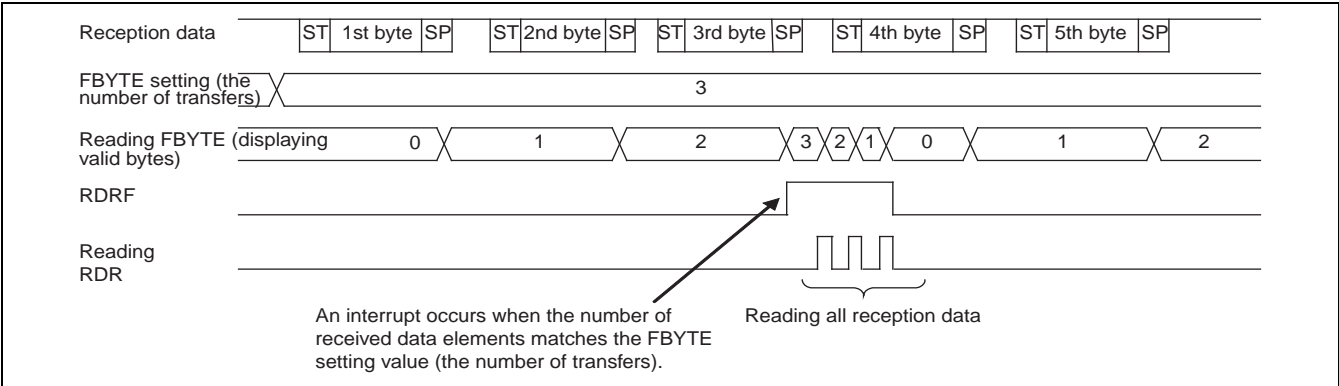 Reception data ST 1st byte SP ST 2nd byte SP ST 3rd byte SP ST 4th byte SP ST 5th byte SP
FBYTE setting (the
number of transfers) 3
Reading FBYTE (displaying
valid bytes) 0 1 2 3 2 1 0 1 2
RDRF
Reading
RDR
An interrupt occurs when the number of
received data elements matches the FBYTE
setting value (the number of transfers).
Reading all reception data